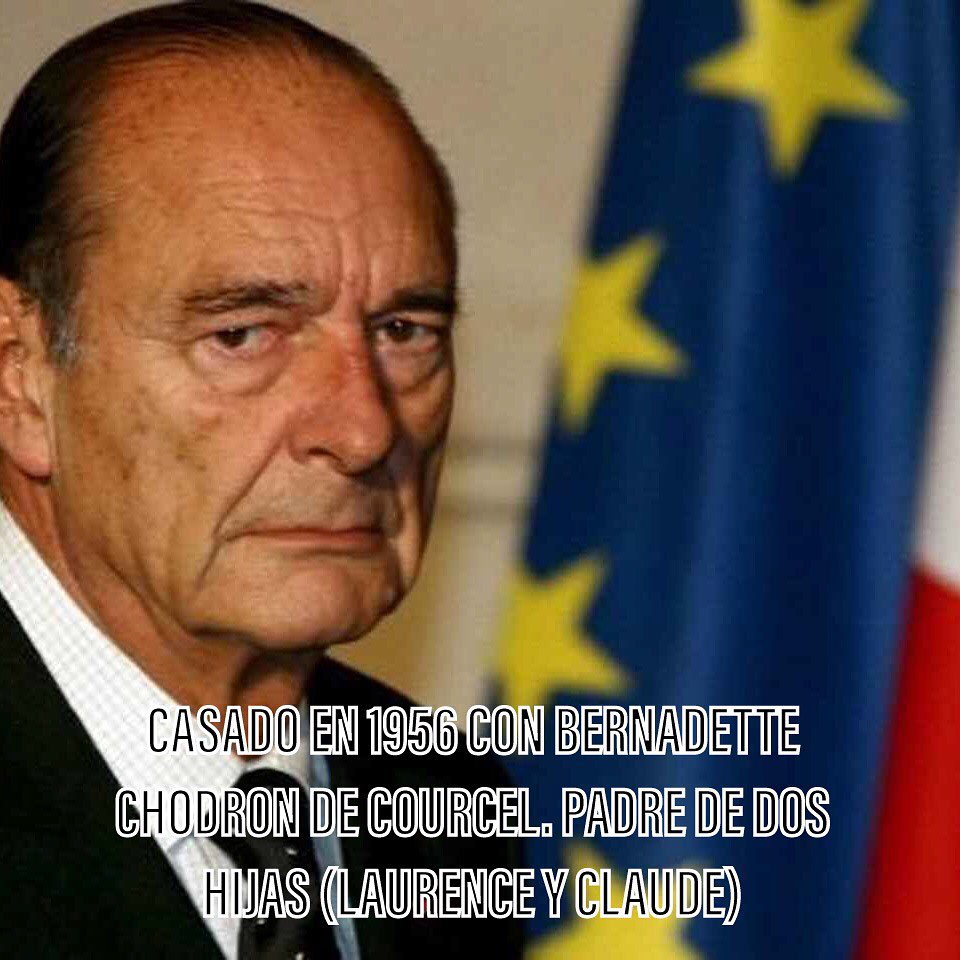 CASADO EN 1956 CON BERNADETTE
CHODRON DE COURCEL. PADRE DE DOS
HIJAS (LAURENCE Y CLAUDE)